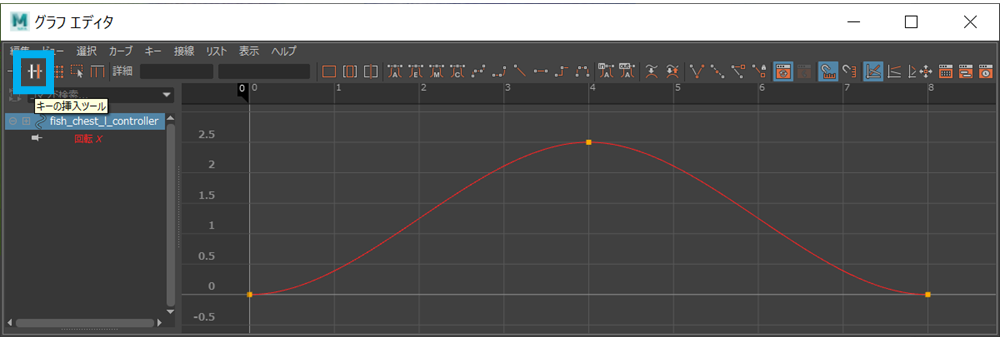 グラフ エディタ
編集 ビュー 選択 カーブ キー 接線 リスト 表示 ヘルプ
詳細
キーの挿入ツール
0 0 1 2 3 4 5 6 7 8
fish_chest_l_controller
回転 X
2.5
2
1.5
1
0.5
0
-0.5